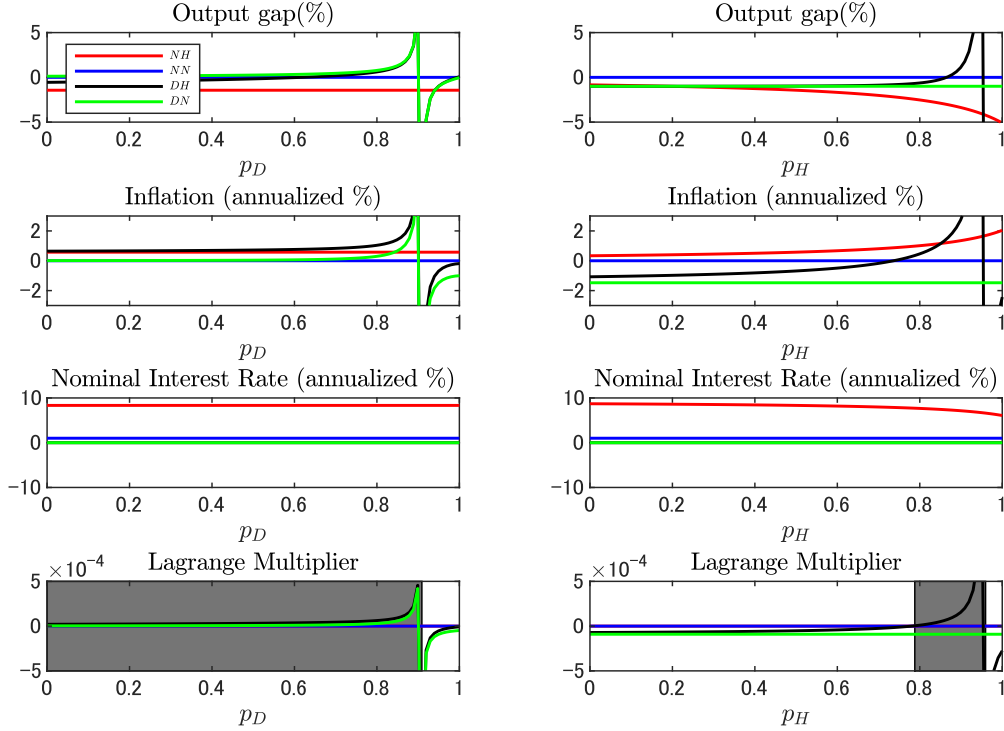 Output gap(%)
5
0
−5
NH
NN
DH
DN
0 0.2 0.4 0.6 0.8 1
p_D
Output gap(%)
5
0
−5
0 0.2 0.4 0.6 0.8 1
p_H
Inflation (annualized %)
2
0
−2
0 0.2 0.4 0.6 0.8 1
p_D
Inflation (annualized %)
2
0
−2
0 0.2 0.4 0.6 0.8 1
p_H
Nominal Interest Rate (annualized %)
10
0
−10
0 0.2 0.4 0.6 0.8 1
p_D
Nominal Interest Rate (annualized %)
10
0
−10
0 0.2 0.4 0.6 0.8 1
p_H
Lagrange Multiplier
×10⁻⁴
5
0
−5
0 0.2 0.4 0.6 0.8 1
p_D
Lagrange Multiplier
×10⁻⁴
5
0
−5
0 0.2 0.4 0.6 0.8 1
p_H